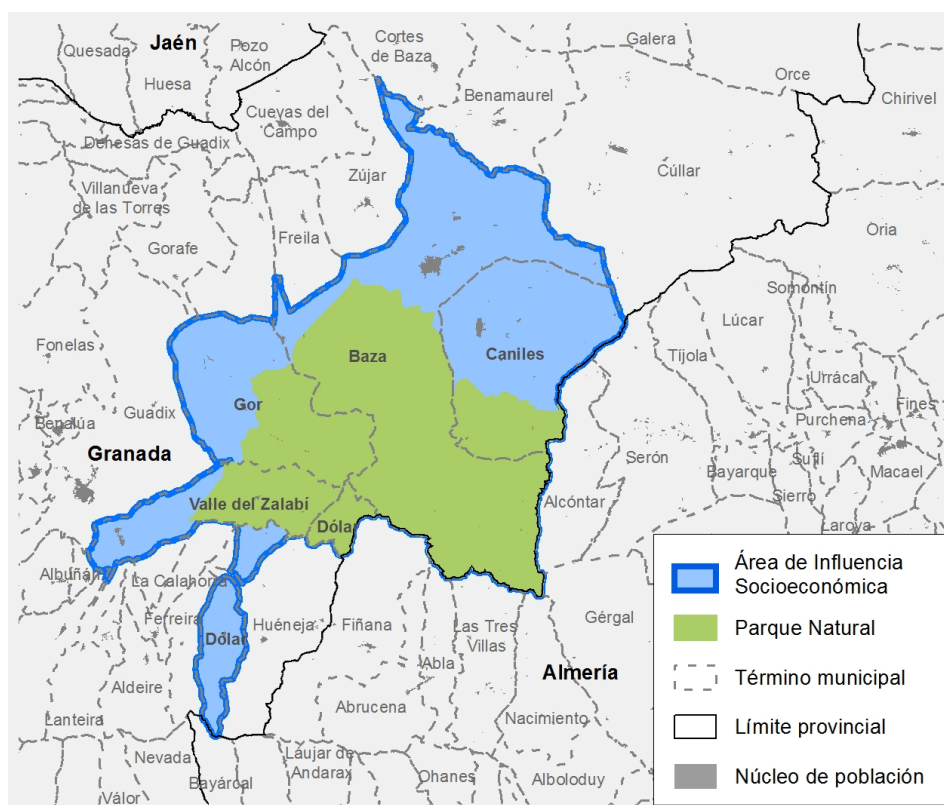 Jaén
Quesada
Pozo
Alcón
Huesa
Cortes
de Baza
Galera
Orce
Chirivel
Benamaurel
Cuevas del
Campo
Dehesas de Guadix
Zújar
Cúllar
Villanueva
de las Torres
Freila
Gorafe
Oria
Somontín
Lúcar
Fonelas
Tíjola
Baza
Caniles
Urrácal
Gor
Guadix
Fines
Purchena
Benalúa
Granada
Serón
Suflí
Bayarque
Macael
Sierro
Valle del Zalabí
Alcóntar
Dólar
Laroya
Albuñán
La Calahorra
Ferreira
Huéneja
Fiñana
Las Tres
Villas
Gérgal
Dólar
Abla
Almería
Aldeire
Abrucena
Lanteira
Nacimiento
Nevada
Láujar de
Andarax
Bayárcal
Ohanes
Alboloduy
Válor
Área de Influencia
Socioeconómica
Parque Natural
Término municipal
Límite provincial
Núcleo de población